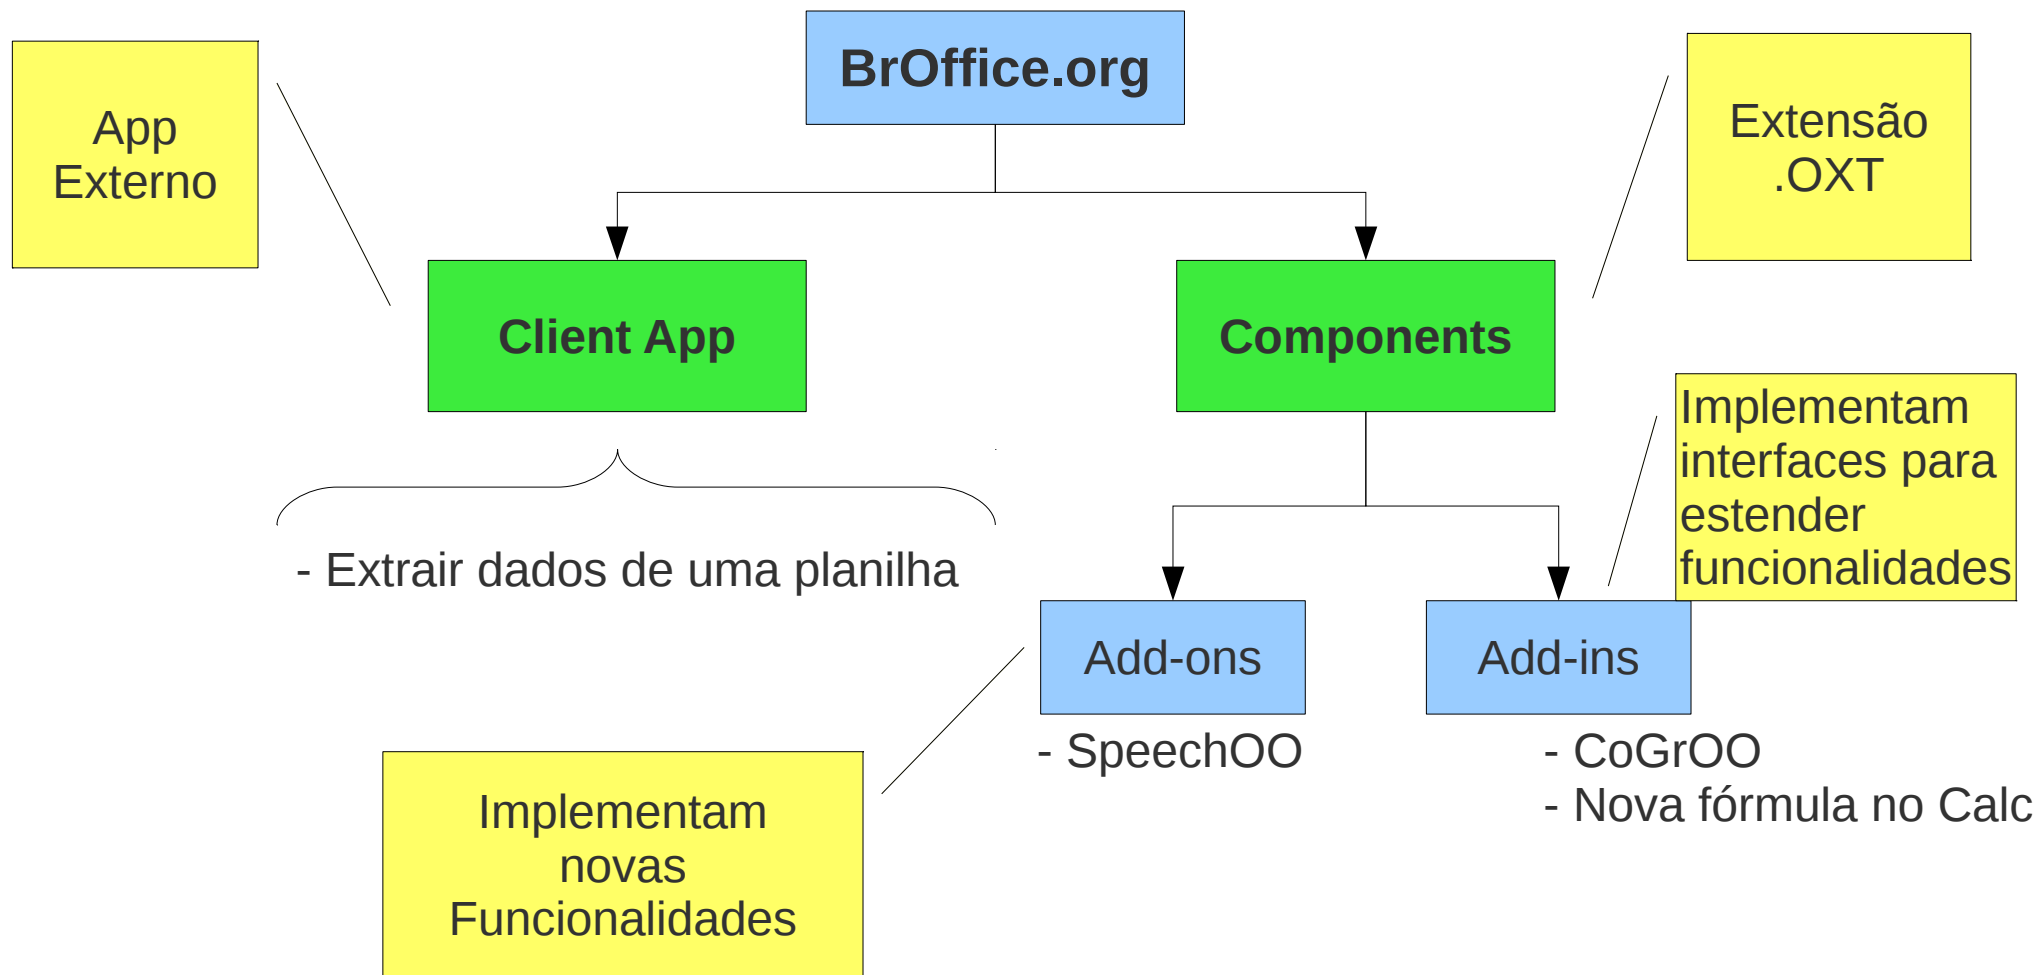 BrOffice.org
App
Externo
Extensão
.OXT
Client App
Components
Implementam
interfaces para
estender
funcionalidades
- Extrair dados de uma planilha
Add-ons
Add-ins
- SpeechOO
- CoGrOO
- Nova fórmula no Calc
Implementam
novas
Funcionalidades